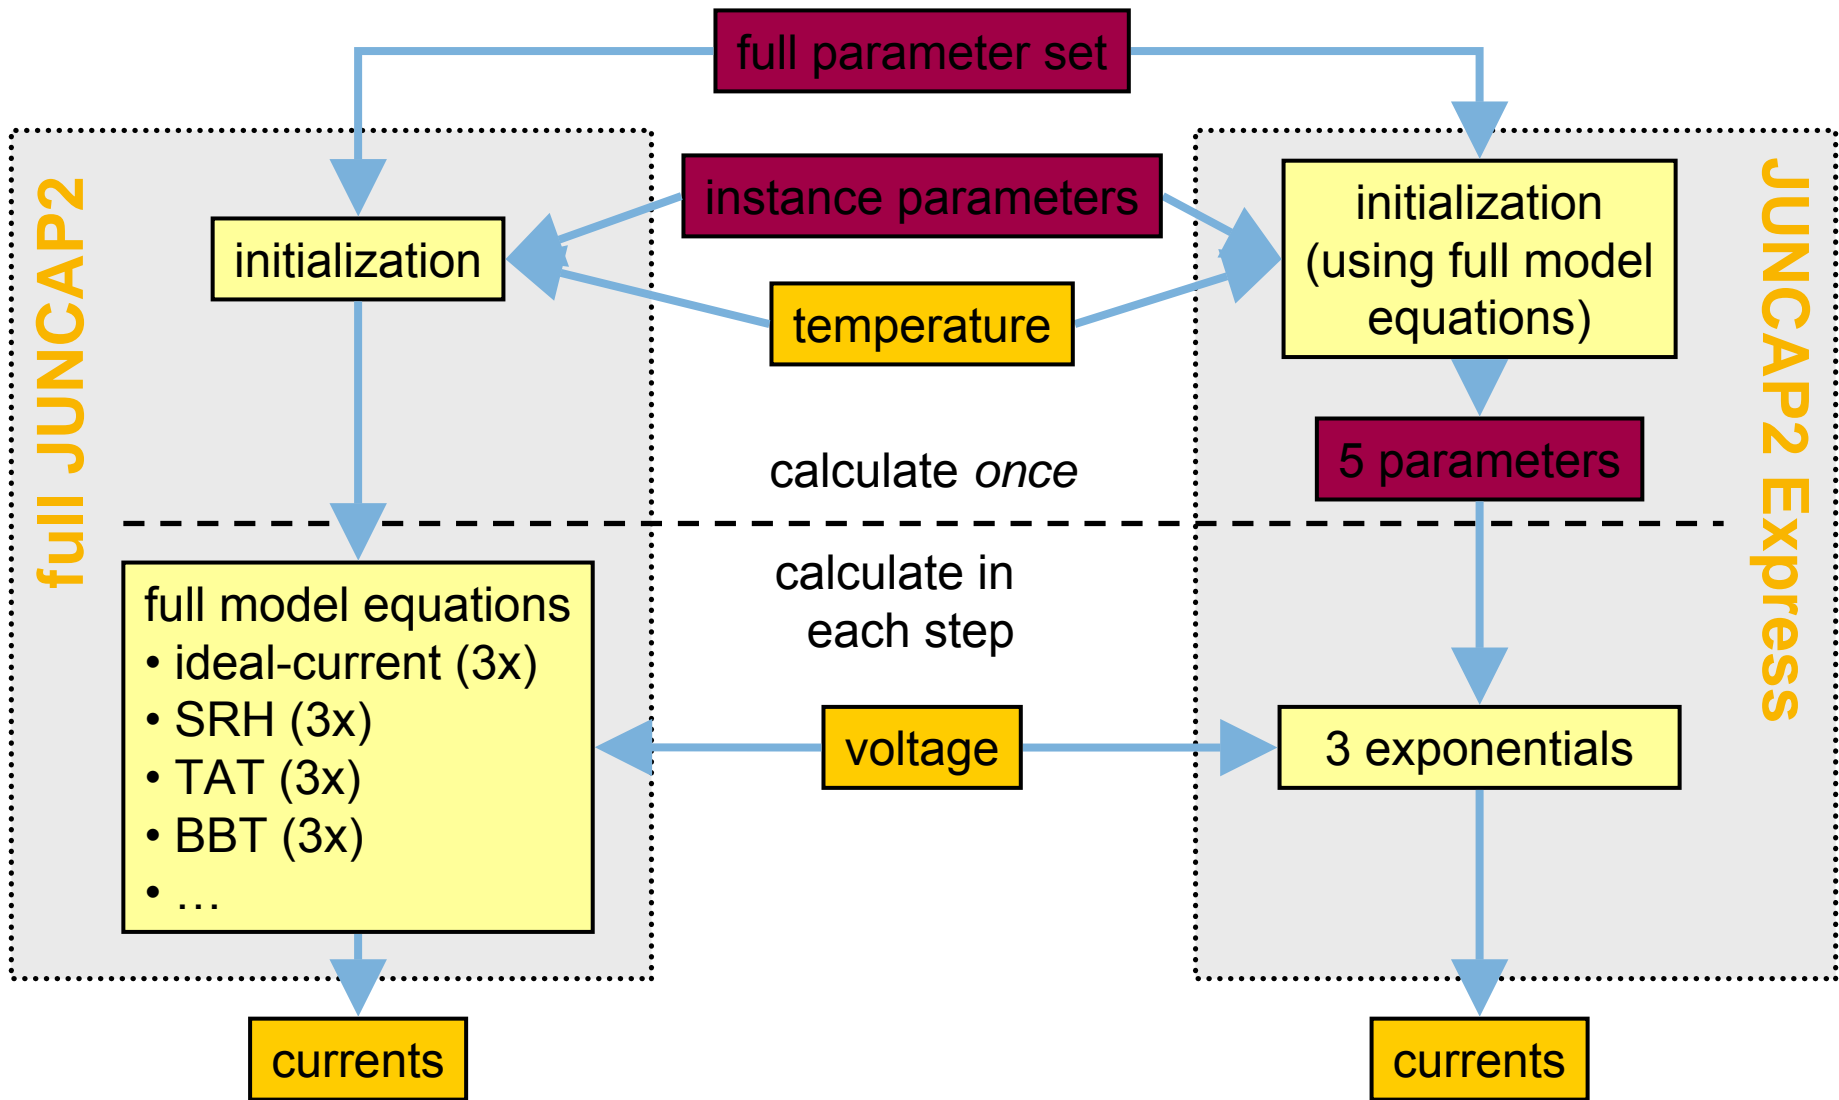 full parameter set
full JUNCAP2
initialization
instance parameters
temperature
initialization
(using full model
equations)
JUNCAP2 Express
5 parameters
calculate once
calculate in
each step
full model equations
• ideal-current (3x)
• SRH (3x)
• TAT (3x)
• BBT (3x)
• …
voltage
3 exponentials
currents
currents